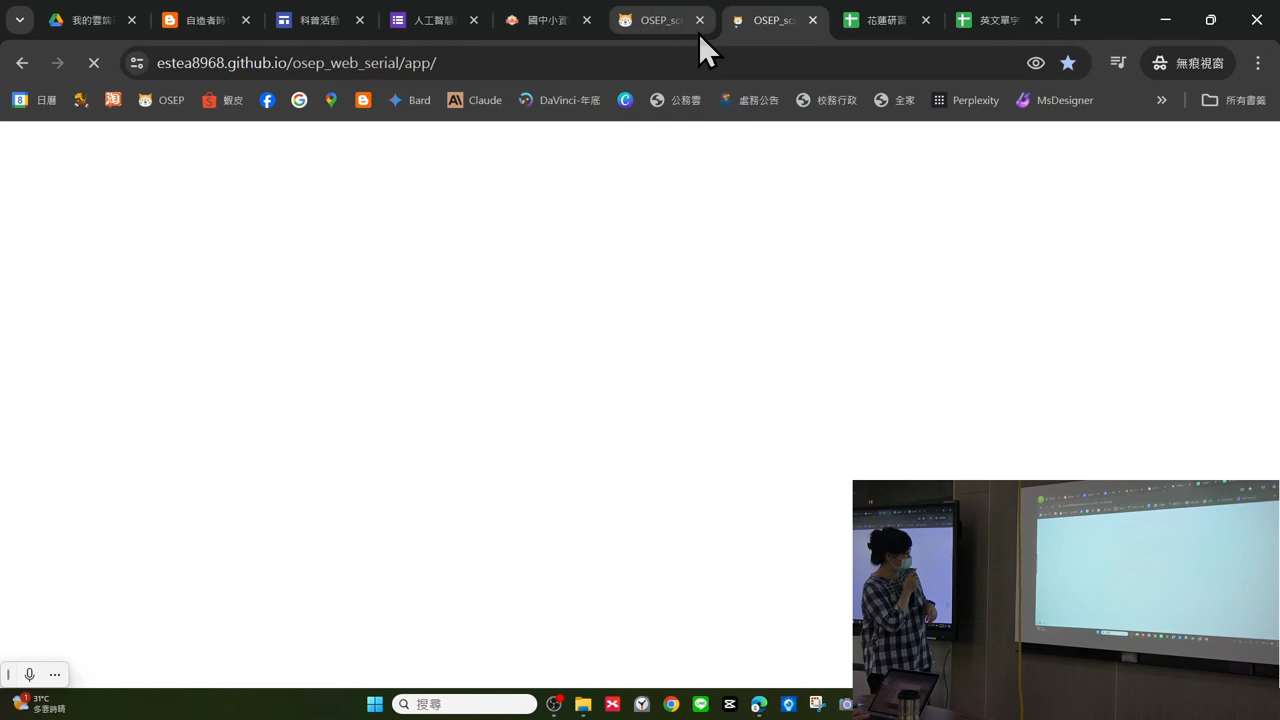 我的雲端
自造者時
科普活動
人工智慧
國中小資
OSEP_sc
OSEP_sc
花蓮研習
英文單字
estea8968.github.io/osep_web_serial/app/
無痕視窗
日曆
OSEP
蝦皮
Bard
Claude
DaVinci-年底
公務雲
處務公告
校務行政
全家
Perplexity
MsDesigner
所有書籤
1
31°C
多雲時晴
搜尋